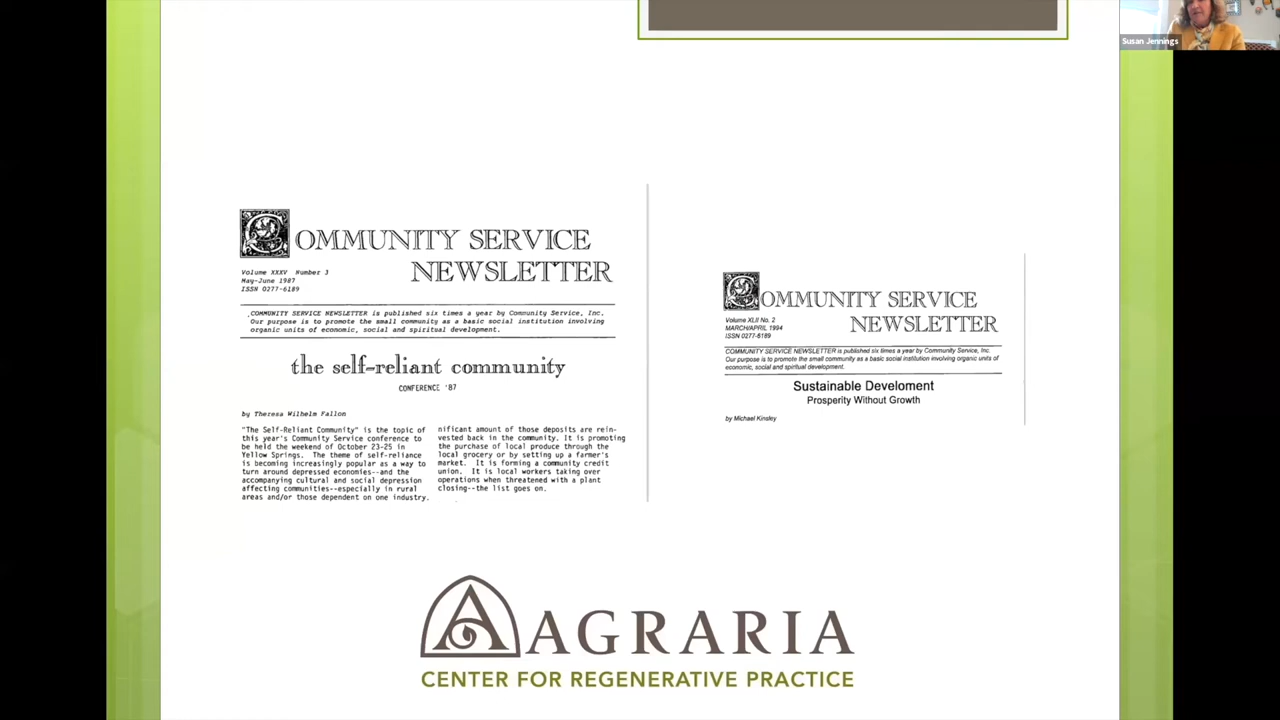 Susan Jennings
COMMUNITY SERVICE
NEWSLETTER
Volume XXXV Number 3
May-June 1987
ISSN 0277-6189
COMMUNITY SERVICE NEWSLETTER is published six times a year by Community Service, Inc.
Our purpose is to promote the small community as a basic social institution involving
organic units of economic, social and spiritual development.
the self-reliant community
CONFERENCE '87
by Theresa Wilhelm Fallon
"The Self-Reliant Community" is the topic of
this year's Community Service conference to
be held the weekend of October 23-25 in
Yellow Springs. The theme of self-reliance
is becoming increasingly popular as a way to
turn around depressed economies--and the
accompanying cultural and social depression
affecting communities--especially in rural
areas and/or those dependent on one industry.
nificant amount of those deposits are rein-
vested back in the community. It is promoting
the purchase of local produce through the
local grocery or by setting up a farmer's
market. It is forming a community credit
union. It is local workers taking over
operations when threatened with a plant
closing--the list goes on.
COMMUNITY SERVICE
NEWSLETTER
Volume XLII No. 2
MARCH/APRIL 1994
ISSN 0277-6189
COMMUNITY SERVICE NEWSLETTER is published six times a year by Community Service, Inc.
Our purpose is to promote the small community as a basic social institution involving organic units of
economic, social and spiritual development.
Sustainable Develoment
Prosperity Without Growth
by Michael Kinsley
AGRARIA
CENTER FOR REGENERATIVE PRACTICE